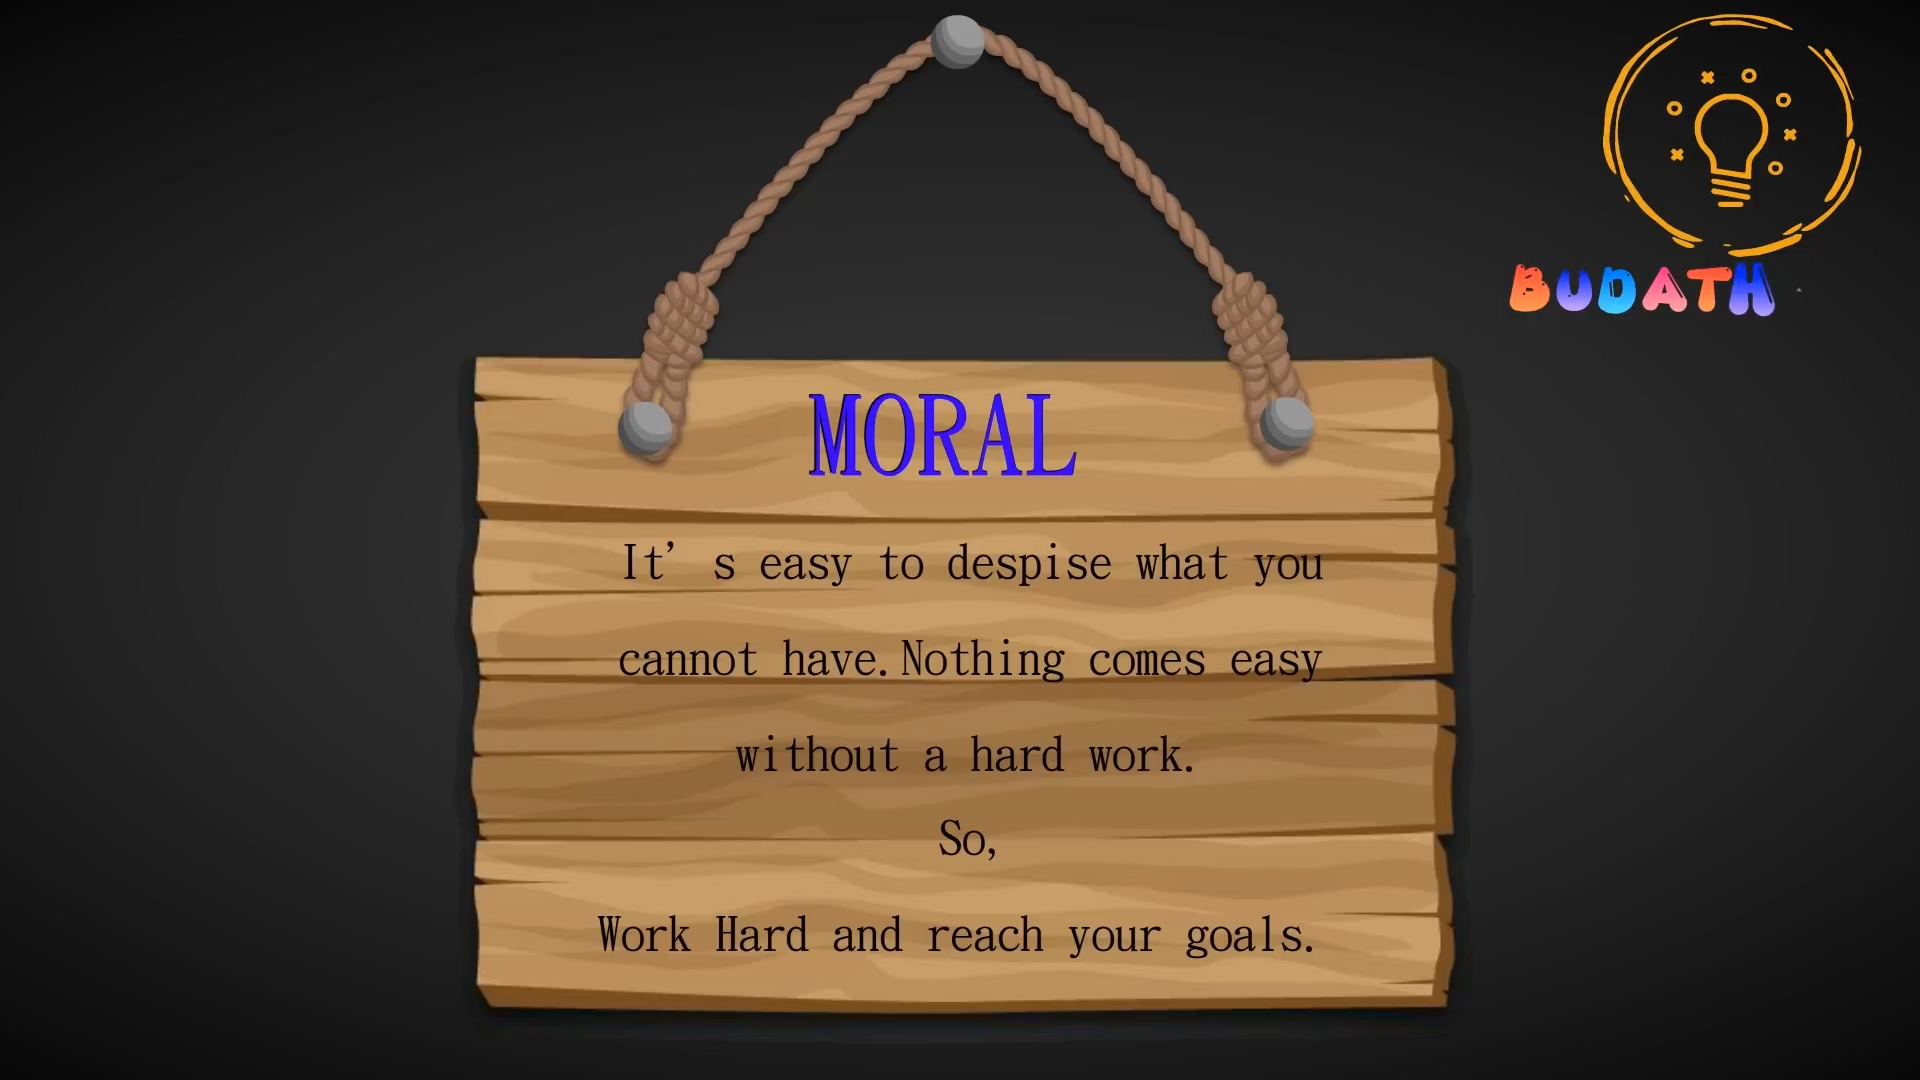 BUDATH
MORAL
It’s easy to despise what you
cannot have.Nothing comes easy
without a hard work.
So,
Work Hard and reach your goals.